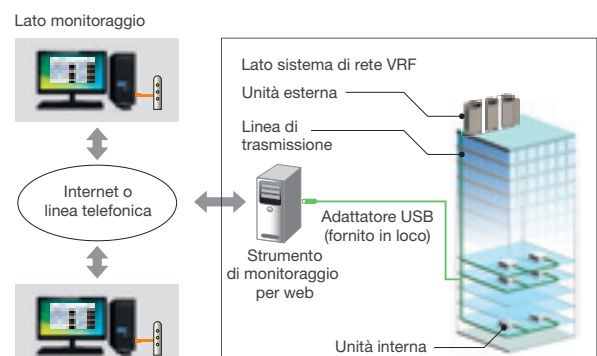 Lato monitoraggio
Lato sistema di rete VRF
Unità esterna
Linea di
trasmissione
Internet o
linea telefonica
Adattatore USB
(fornito in loco)
Strumento
di monitoraggio
per web
Unità interna